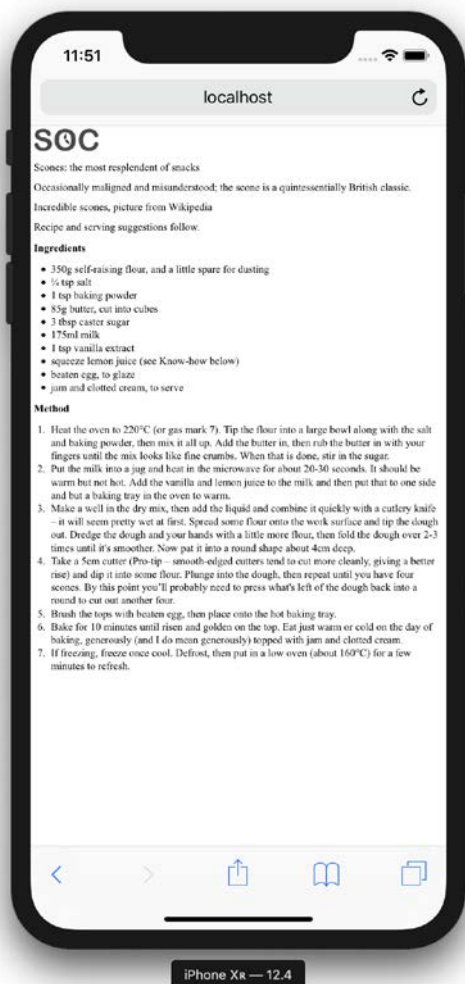 11:51
localhost
SOC
Scones: the most resplendent of snacks
Occasionally maligned and misunderstood; the scone is a quintessentially British classic.
Incredible scones, picture from Wikipedia
Recipe and serving suggestions follow.
Ingredients
• 350g self-raising flour, and a little spare for dusting
• ¼ tsp salt
• 1 tsp baking powder
• 85g butter, cut into cubes
• 3 tbsp caster sugar
• 175ml milk
• 1 tsp vanilla extract
• squeeze lemon juice (see Know-how below)
• beaten egg, to glaze
• jam and clotted cream, to serve
Method
1. Heat the oven to 220°C (or gas mark 7). Tip the flour into a large bowl along with the salt
and baking powder, then mix it all up. Add the butter in, then rub the butter in with your
fingers until the mix looks like fine crumbs. When that is done, stir in the sugar.
2. Put the milk into a jug and heat in the microwave for about 20-30 seconds. It should be
warm but not hot. Add the vanilla and lemon juice to the milk and then put that to one side
and but a baking tray in the oven to warm.
3. Make a well in the dry mix, then add the liquid and combine it quickly with a cutlery knife
– it will seem pretty wet at first. Spread some flour onto the work surface and tip the dough
out. Dredge the dough and your hands with a little more flour, then fold the dough over 2-3
times until it's smoother. Now pat it into a round shape about 4cm deep.
4. Take a 5cm cutter (Pro-tip – smooth-edged cutters tend to cut more cleanly, giving a better
rise) and dip it into some flour. Plunge into the dough, then repeat until you have four
scones. By this point you'll probably need to press what's left of the dough back into a
round to cut out another four.
5. Brush the tops with beaten egg, then place onto the hot baking tray.
6. Bake for 10 minutes until risen and golden on the top. Eat just warm or cold on the day of
baking, generously (and I do mean generously) topped with jam and clotted cream.
7. If freezing, freeze once cool. Defrost, then put in a low oven (about 160°C) for a few
minutes to refresh.
iPhone XR — 12.4